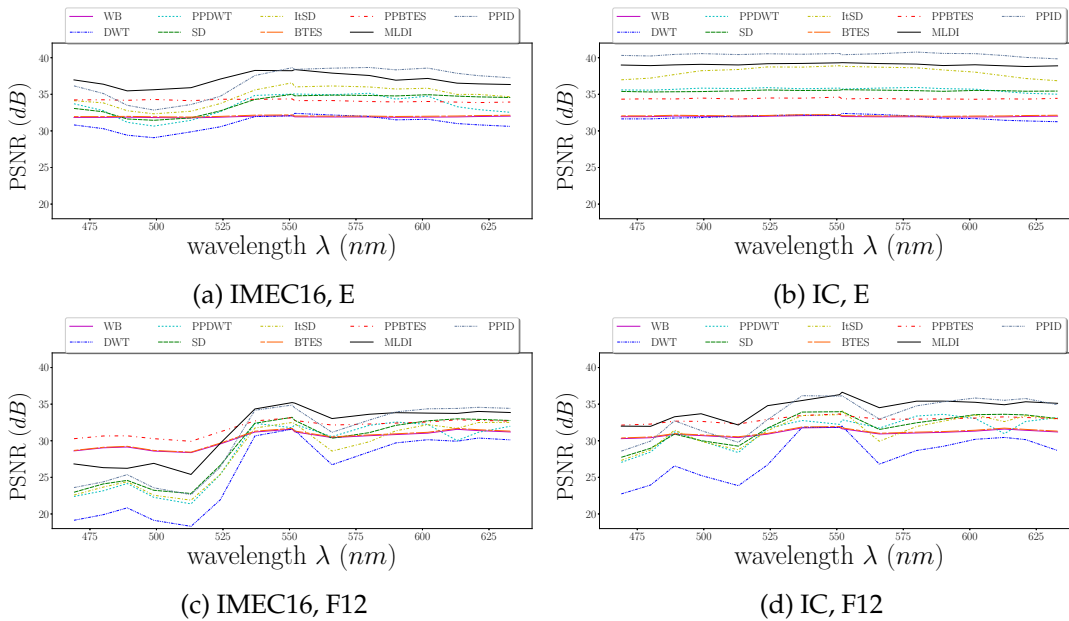 WB PPDWT ItSD PPBTES PPID
DWT SD BTES MLDI
40
35
30
25
20
PSNR (dB)
475 500 525 550 575 600 625
wavelength λ (nm)
(a) IMEC16, E
WB PPDWT ItSD PPBTES PPID
DWT SD BTES MLDI
40
35
30
25
20
PSNR (dB)
475 500 525 550 575 600 625
wavelength λ (nm)
(b) IC, E
WB PPDWT ItSD PPBTES PPID
DWT SD BTES MLDI
40
35
30
25
20
PSNR (dB)
475 500 525 550 575 600 625
wavelength λ (nm)
(c) IMEC16, F12
WB PPDWT ItSD PPBTES PPID
DWT SD BTES MLDI
40
35
30
25
20
PSNR (dB)
475 500 525 550 575 600 625
wavelength λ (nm)
(d) IC, F12